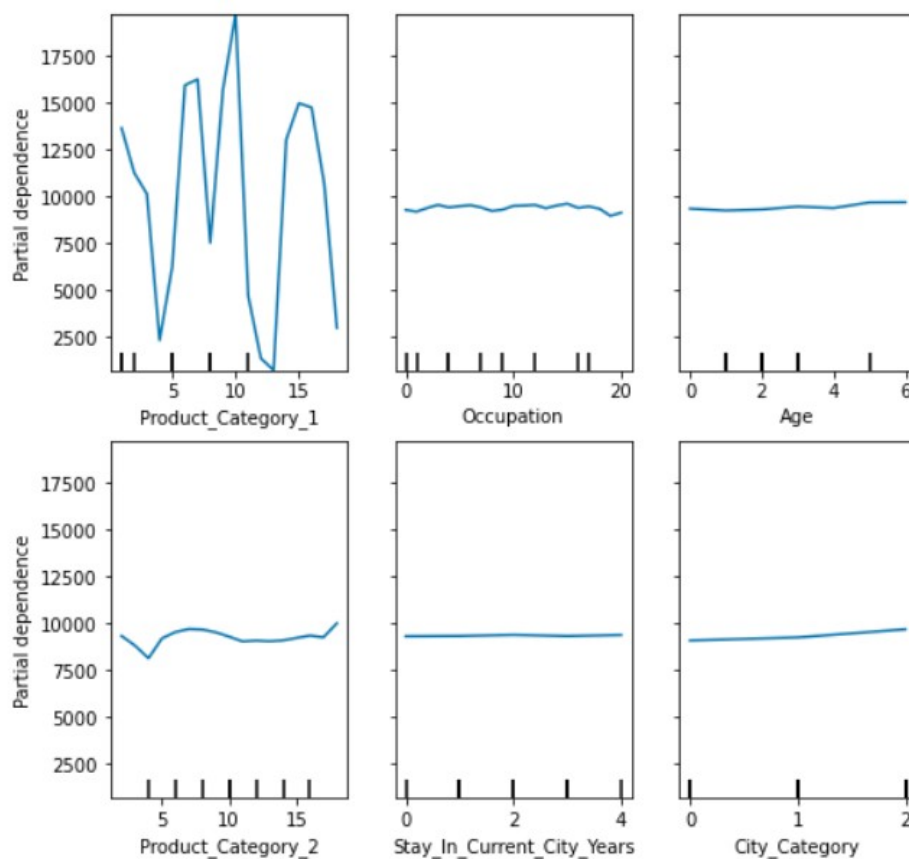 17500
15000
12500
10000
7500
5000
2500
Partial dependence
5 10 15
Product_Category_1
0 10 20
Occupation
0 2 4 6
Age
17500
15000
12500
10000
7500
5000
2500
Partial dependence
5 10 15
Product_Category_2
0 2 4
Stay_In_Current_City_Years
0 1 2
City_Category